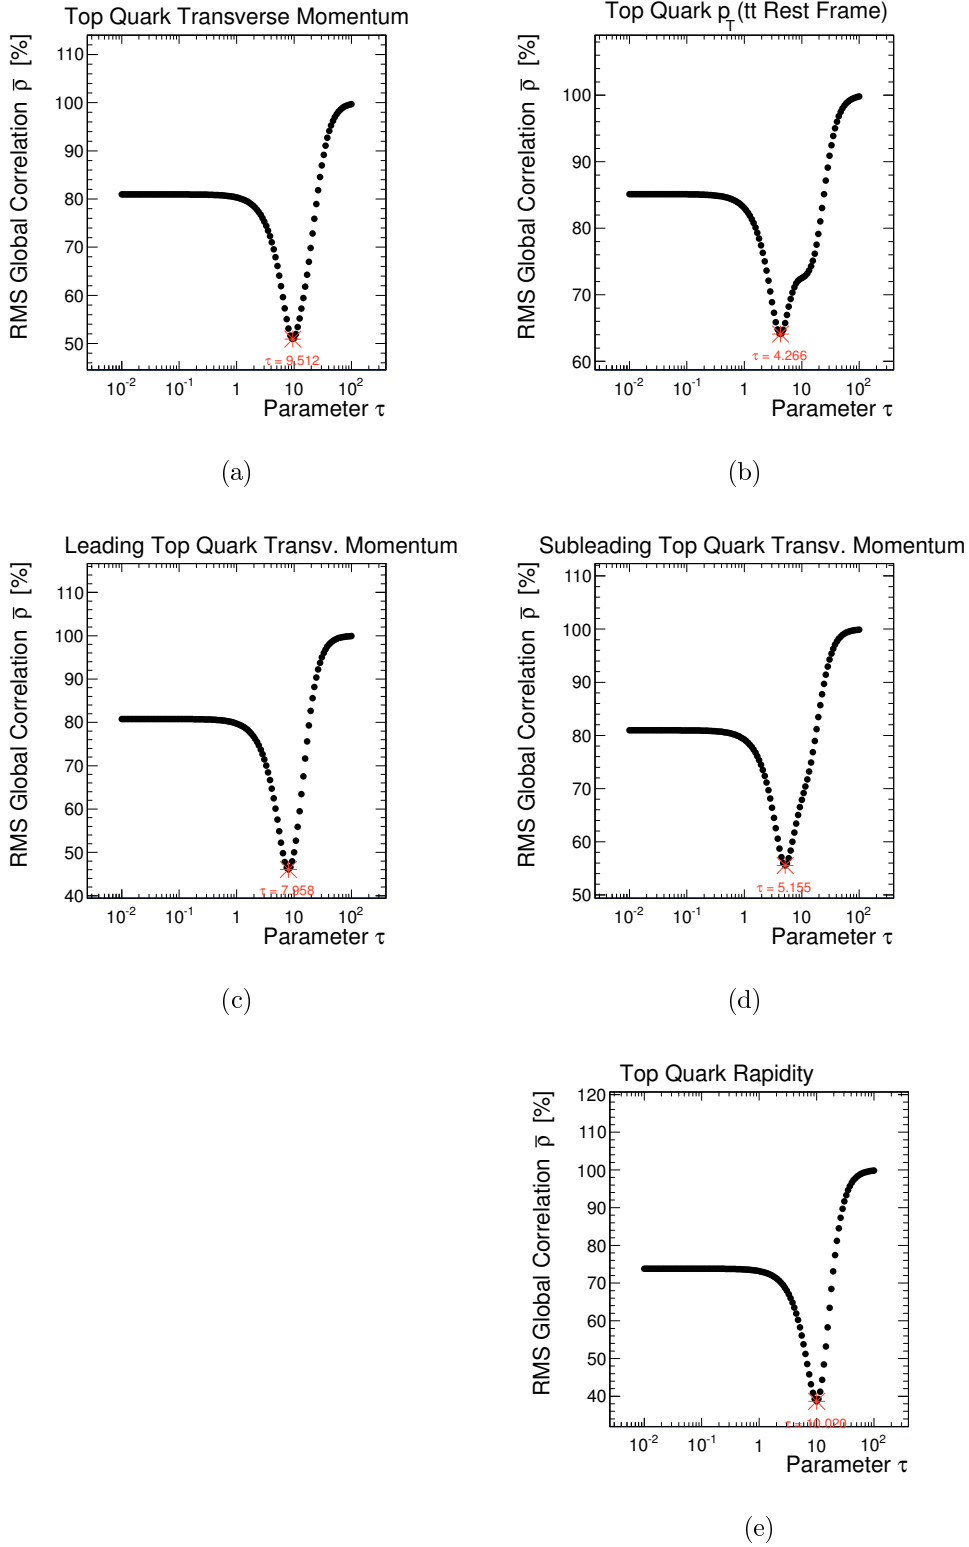 Top Quark Transverse Momentum
RMS Global Correlation ρ̄ [%]
110
100
90
80
70
60
50
τ = 9.512
10⁻² 10⁻¹ 1 10 10²
Parameter τ
(a)
Top Quark p_T (tt Rest Frame)
RMS Global Correlation ρ̄ [%]
100
90
80
70
60
τ = 4.266
10⁻² 10⁻¹ 1 10 10²
Parameter τ
(b)
Leading Top Quark Transv. Momentum
RMS Global Correlation ρ̄ [%]
110
100
90
80
70
60
50
40
τ = 7.958
10⁻² 10⁻¹ 1 10 10²
Parameter τ
(c)
Subleading Top Quark Transv. Momentum
RMS Global Correlation ρ̄ [%]
110
100
90
80
70
60
50
τ = 5.155
10⁻² 10⁻¹ 1 10 10²
Parameter τ
(d)
Top Quark Rapidity
RMS Global Correlation ρ̄ [%]
120
110
100
90
80
70
60
50
40
τ = 10.020
10⁻² 10⁻¹ 1 10 10²
Parameter τ
(e)